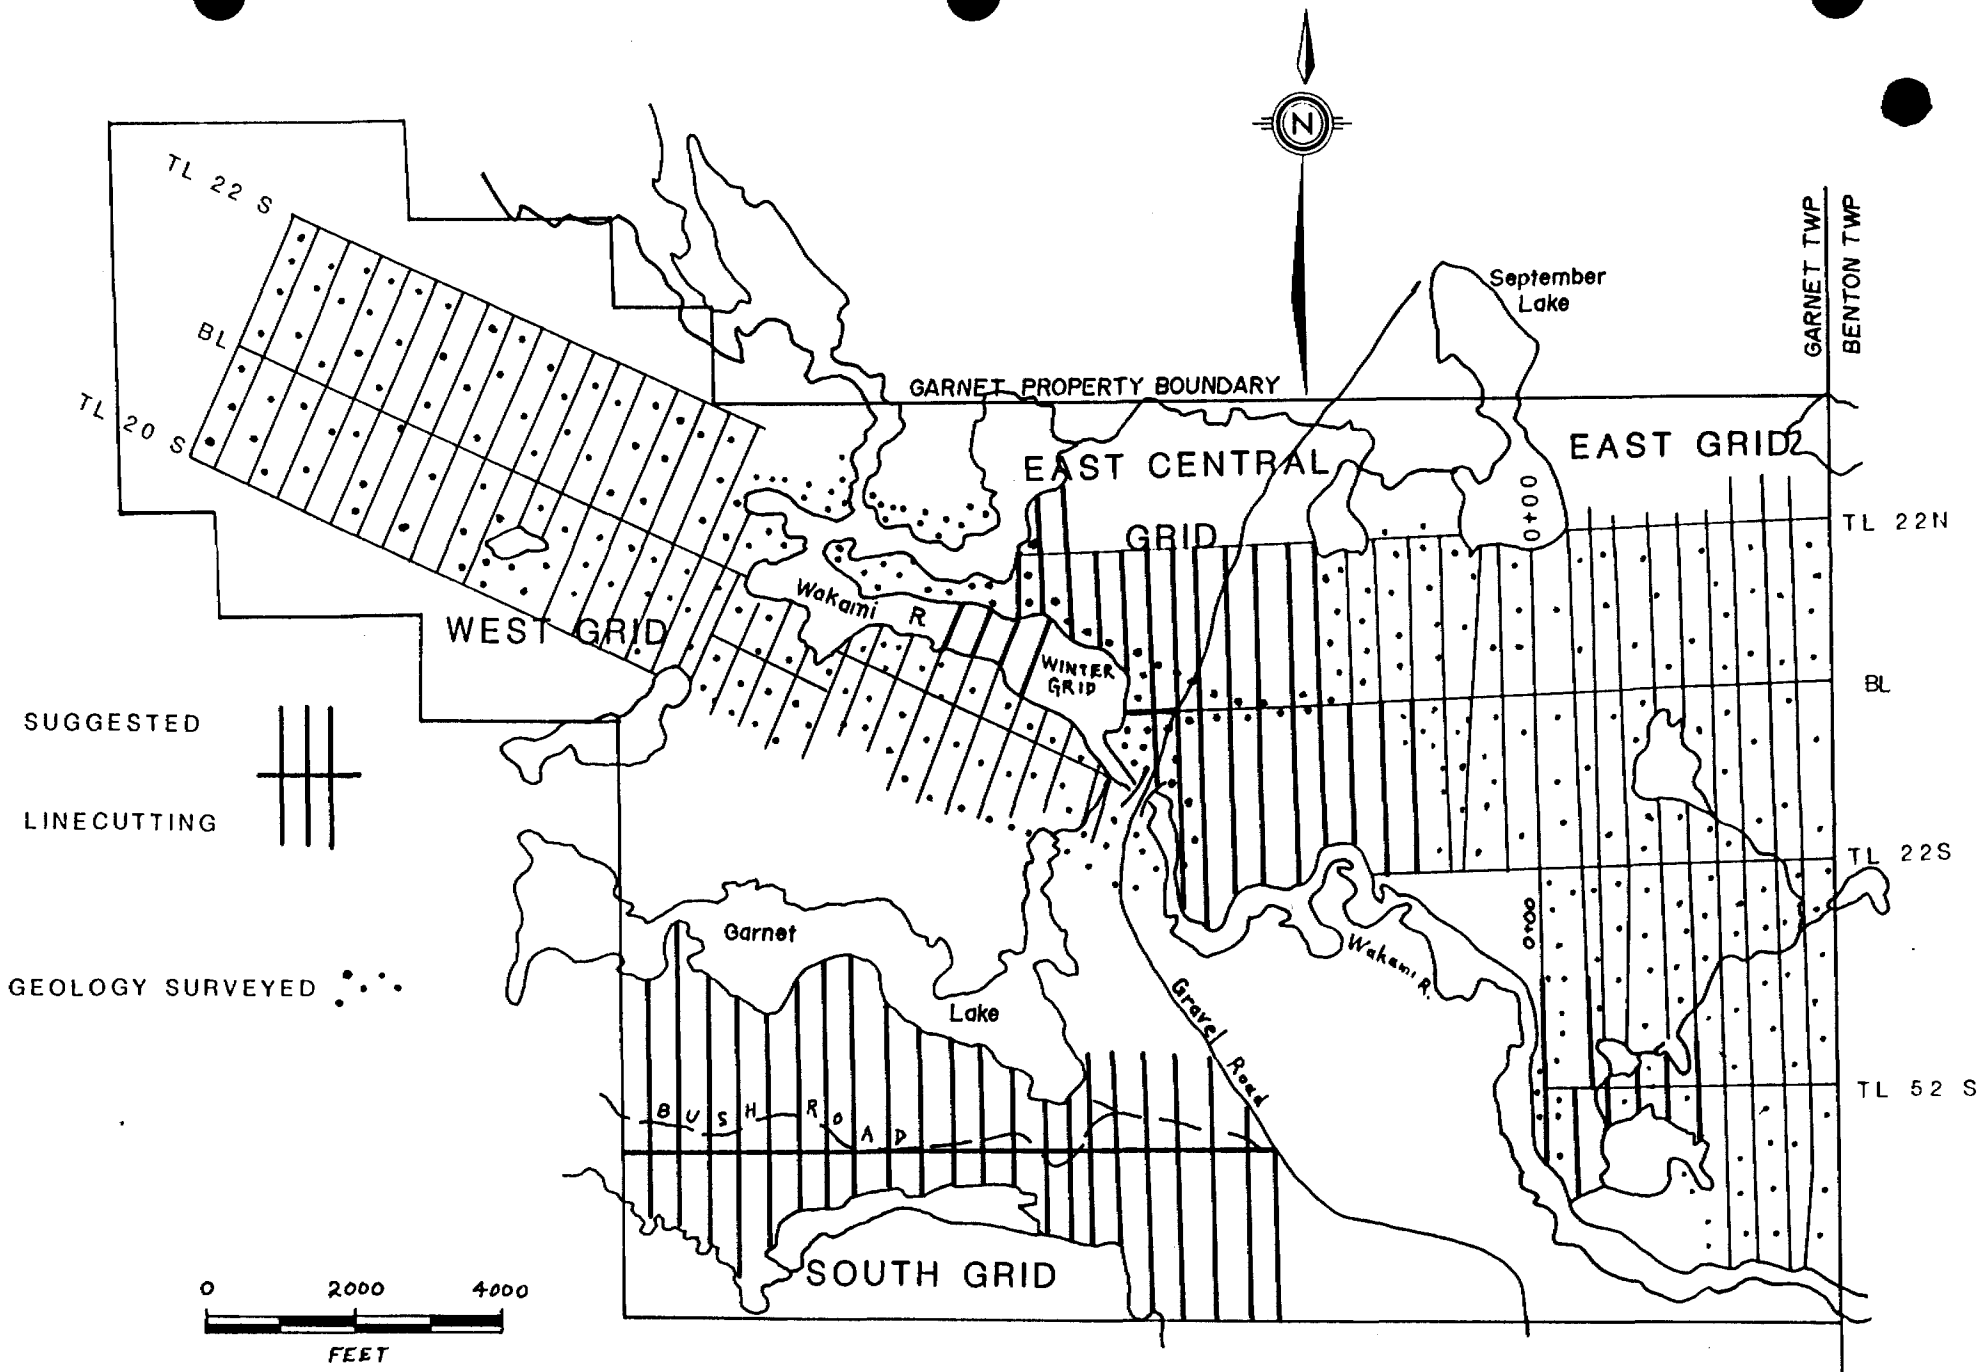 N
TL 22 S
GARNET TWP
BENTON TWP
September
Lake
BL
GARNET PROPERTY BOUNDARY
TL 20 S
EAST CENTRAL
GRID
EAST GRID
0+00
TL 22N
Wakami R
WEST GRID
WINTER
GRID
BL
SUGGESTED
LINECUTTING
TL 22S
0+00
Garnet
Lake
Wakami R.
GEOLOGY SURVEYED
Gravel Road
TL 52 S
BUSH ROAD
SOUTH GRID
0 2000 4000
FEET